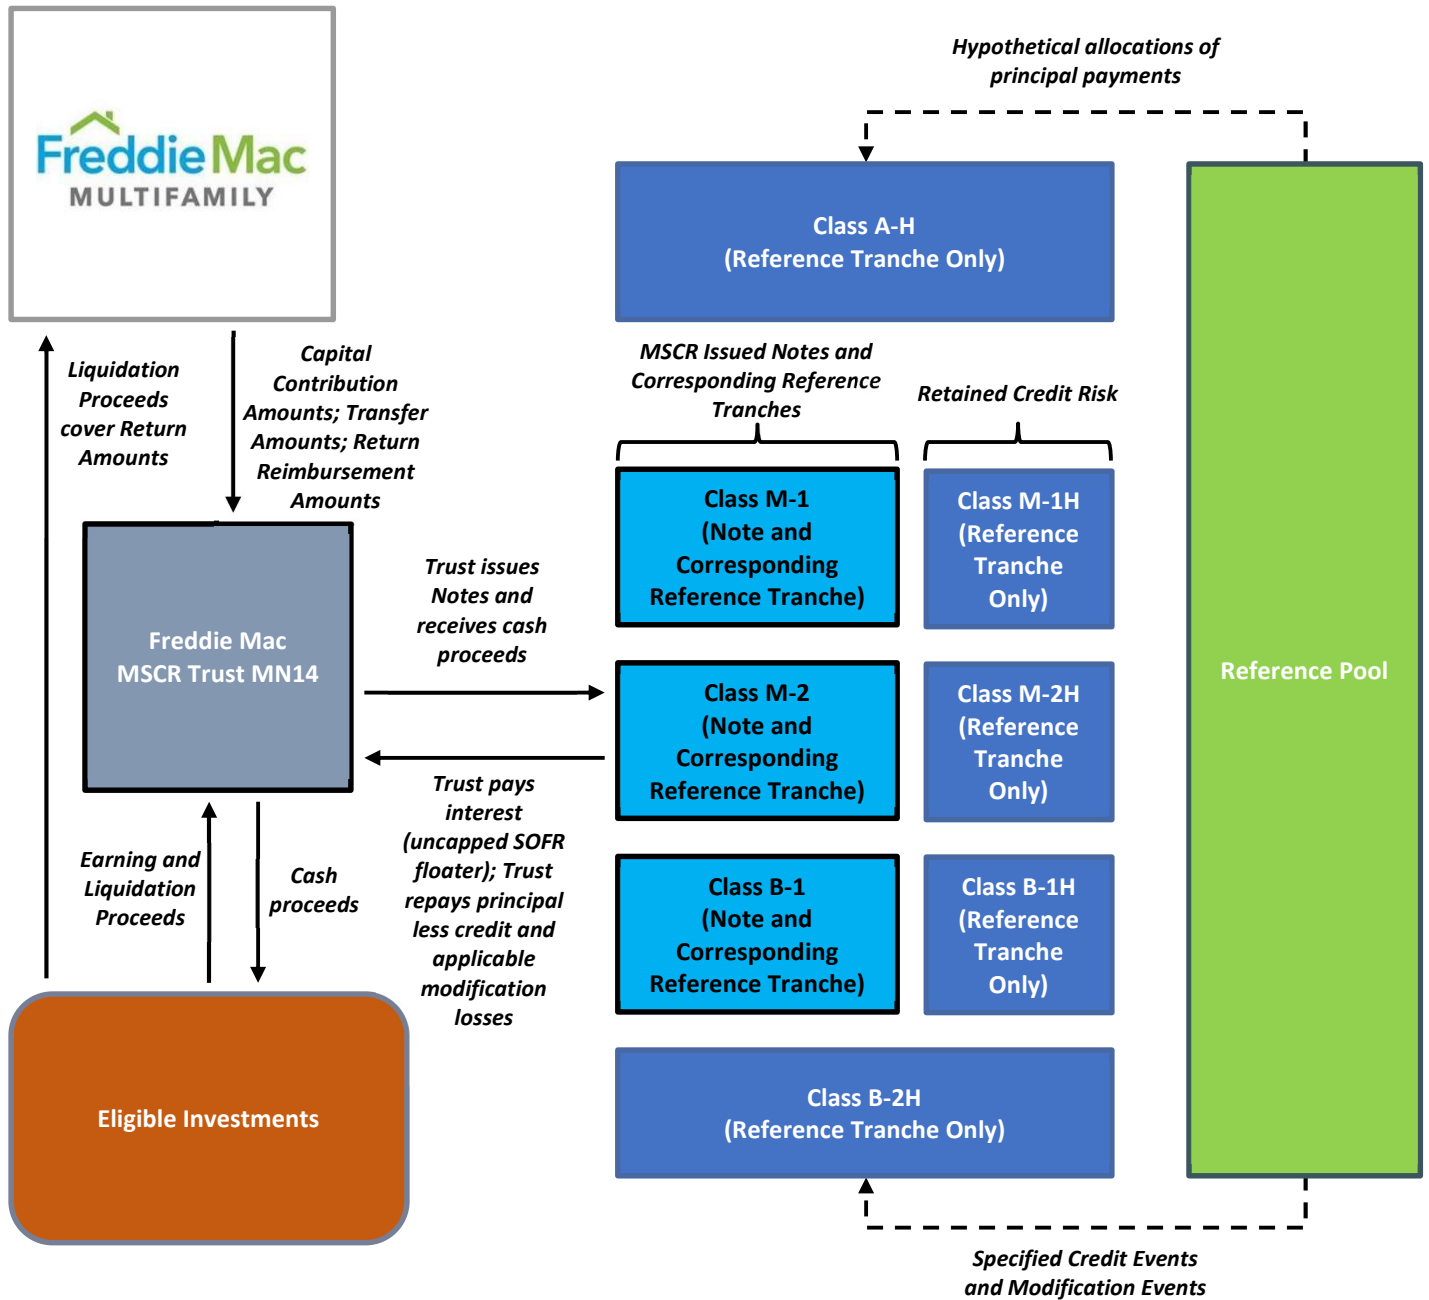 Freddie Mac
MULTIFAMILY
Hypothetical allocations of
principal payments
Class A-H
(Reference Tranche Only)
Liquidation
Proceeds
cover Return
Amounts
Capital
Contribution
Amounts; Transfer
Amounts; Return
Reimbursement
Amounts
MSCR Issued Notes and
Corresponding Reference
Tranches
Retained Credit Risk
Class M-1
(Note and
Corresponding
Reference Tranche)
Class M-1H
(Reference
Tranche
Only)
Freddie Mac
MSCR Trust MN14
Trust issues
Notes and
receives cash
proceeds
Class M-2
(Note and
Corresponding
Reference Tranche)
Class M-2H
(Reference
Tranche
Only)
Reference Pool
Trust pays
interest
(uncapped SOFR
floater); Trust
repays principal
less credit and
applicable
modification
losses
Earning and
Liquidation
Proceeds
Cash
proceeds
Class B-1
(Note and
Corresponding
Reference Tranche)
Class B-1H
(Reference
Tranche
Only)
Eligible Investments
Class B-2H
(Reference Tranche Only)
Specified Credit Events
and Modification Events